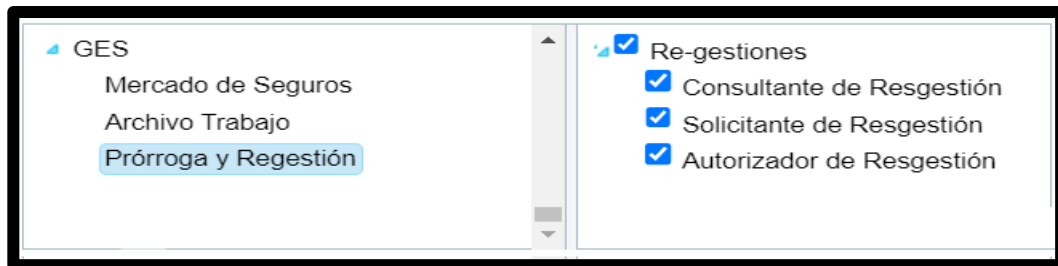 GES
Mercado de Seguros
Archivo Trabajo
Prórroga y Regestión
Re-gestiones
Consultante de Resgestión
Solicitante de Resgestión
Autorizador de Resgestión